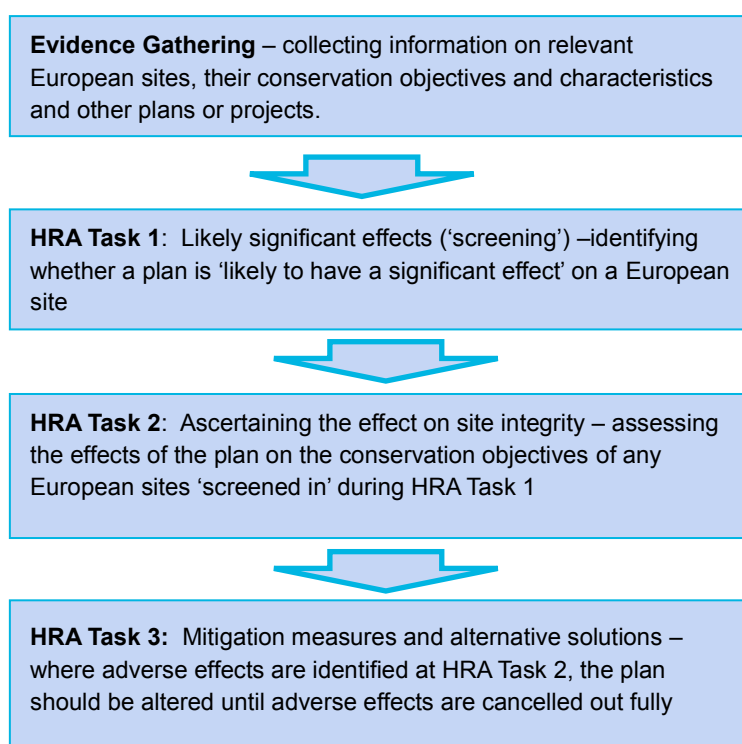 Evidence Gathering – collecting information on relevant
European sites, their conservation objectives and characteristics
and other plans or projects.
HRA Task 1:  Likely significant effects (‘screening’) –identifying
whether a plan is ‘likely to have a significant effect’ on a European
site
HRA Task 2:  Ascertaining the effect on site integrity – assessing
the effects of the plan on the conservation objectives of any
European sites ‘screened in’ during HRA Task 1
HRA Task 3:  Mitigation measures and alternative solutions –
where adverse effects are identified at HRA Task 2, the plan
should be altered until adverse effects are cancelled out fully